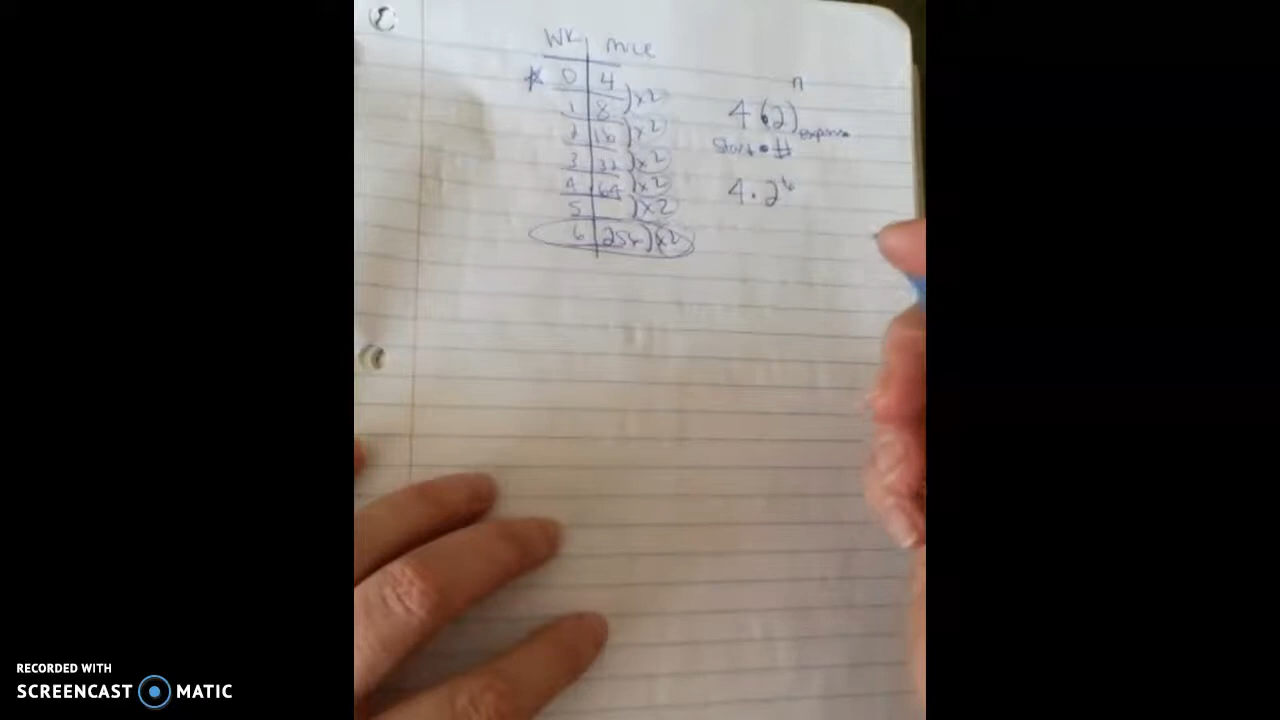 WK mice
0 4
1 8 )x2
2 16 )x2
3 32 )x2
4 64 )x2
5 )x2
6 256 )x2
n
4(2)
Start #
4 . 2⁶
RECORDED WITH
SCREENCAST MATIC